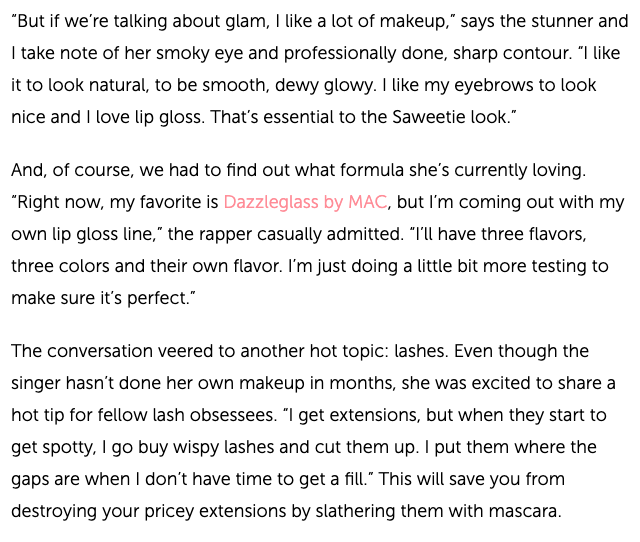 “But if we’re talking about glam, I like a lot of makeup,” says the stunner and
I take note of her smoky eye and professionally done, sharp contour. “I like
it to look natural, to be smooth, dewy glowy. I like my eyebrows to look
nice and I love lip gloss. That’s essential to the Saweetie look.”
And, of course, we had to find out what formula she’s currently loving.
“Right now, my favorite is Dazzleglass by MAC, but I’m coming out with my
own lip gloss line,” the rapper casually admitted. “I’ll have three flavors,
three colors and their own flavor. I’m just doing a little bit more testing to
make sure it’s perfect.”
The conversation veered to another hot topic: lashes. Even though the
singer hasn’t done her own makeup in months, she was excited to share a
hot tip for fellow lash obsessees. “I get extensions, but when they start to
get spotty, I go buy wispy lashes and cut them up. I put them where the
gaps are when I don’t have time to get a fill.” This will save you from
destroying your pricey extensions by slathering them with mascara.